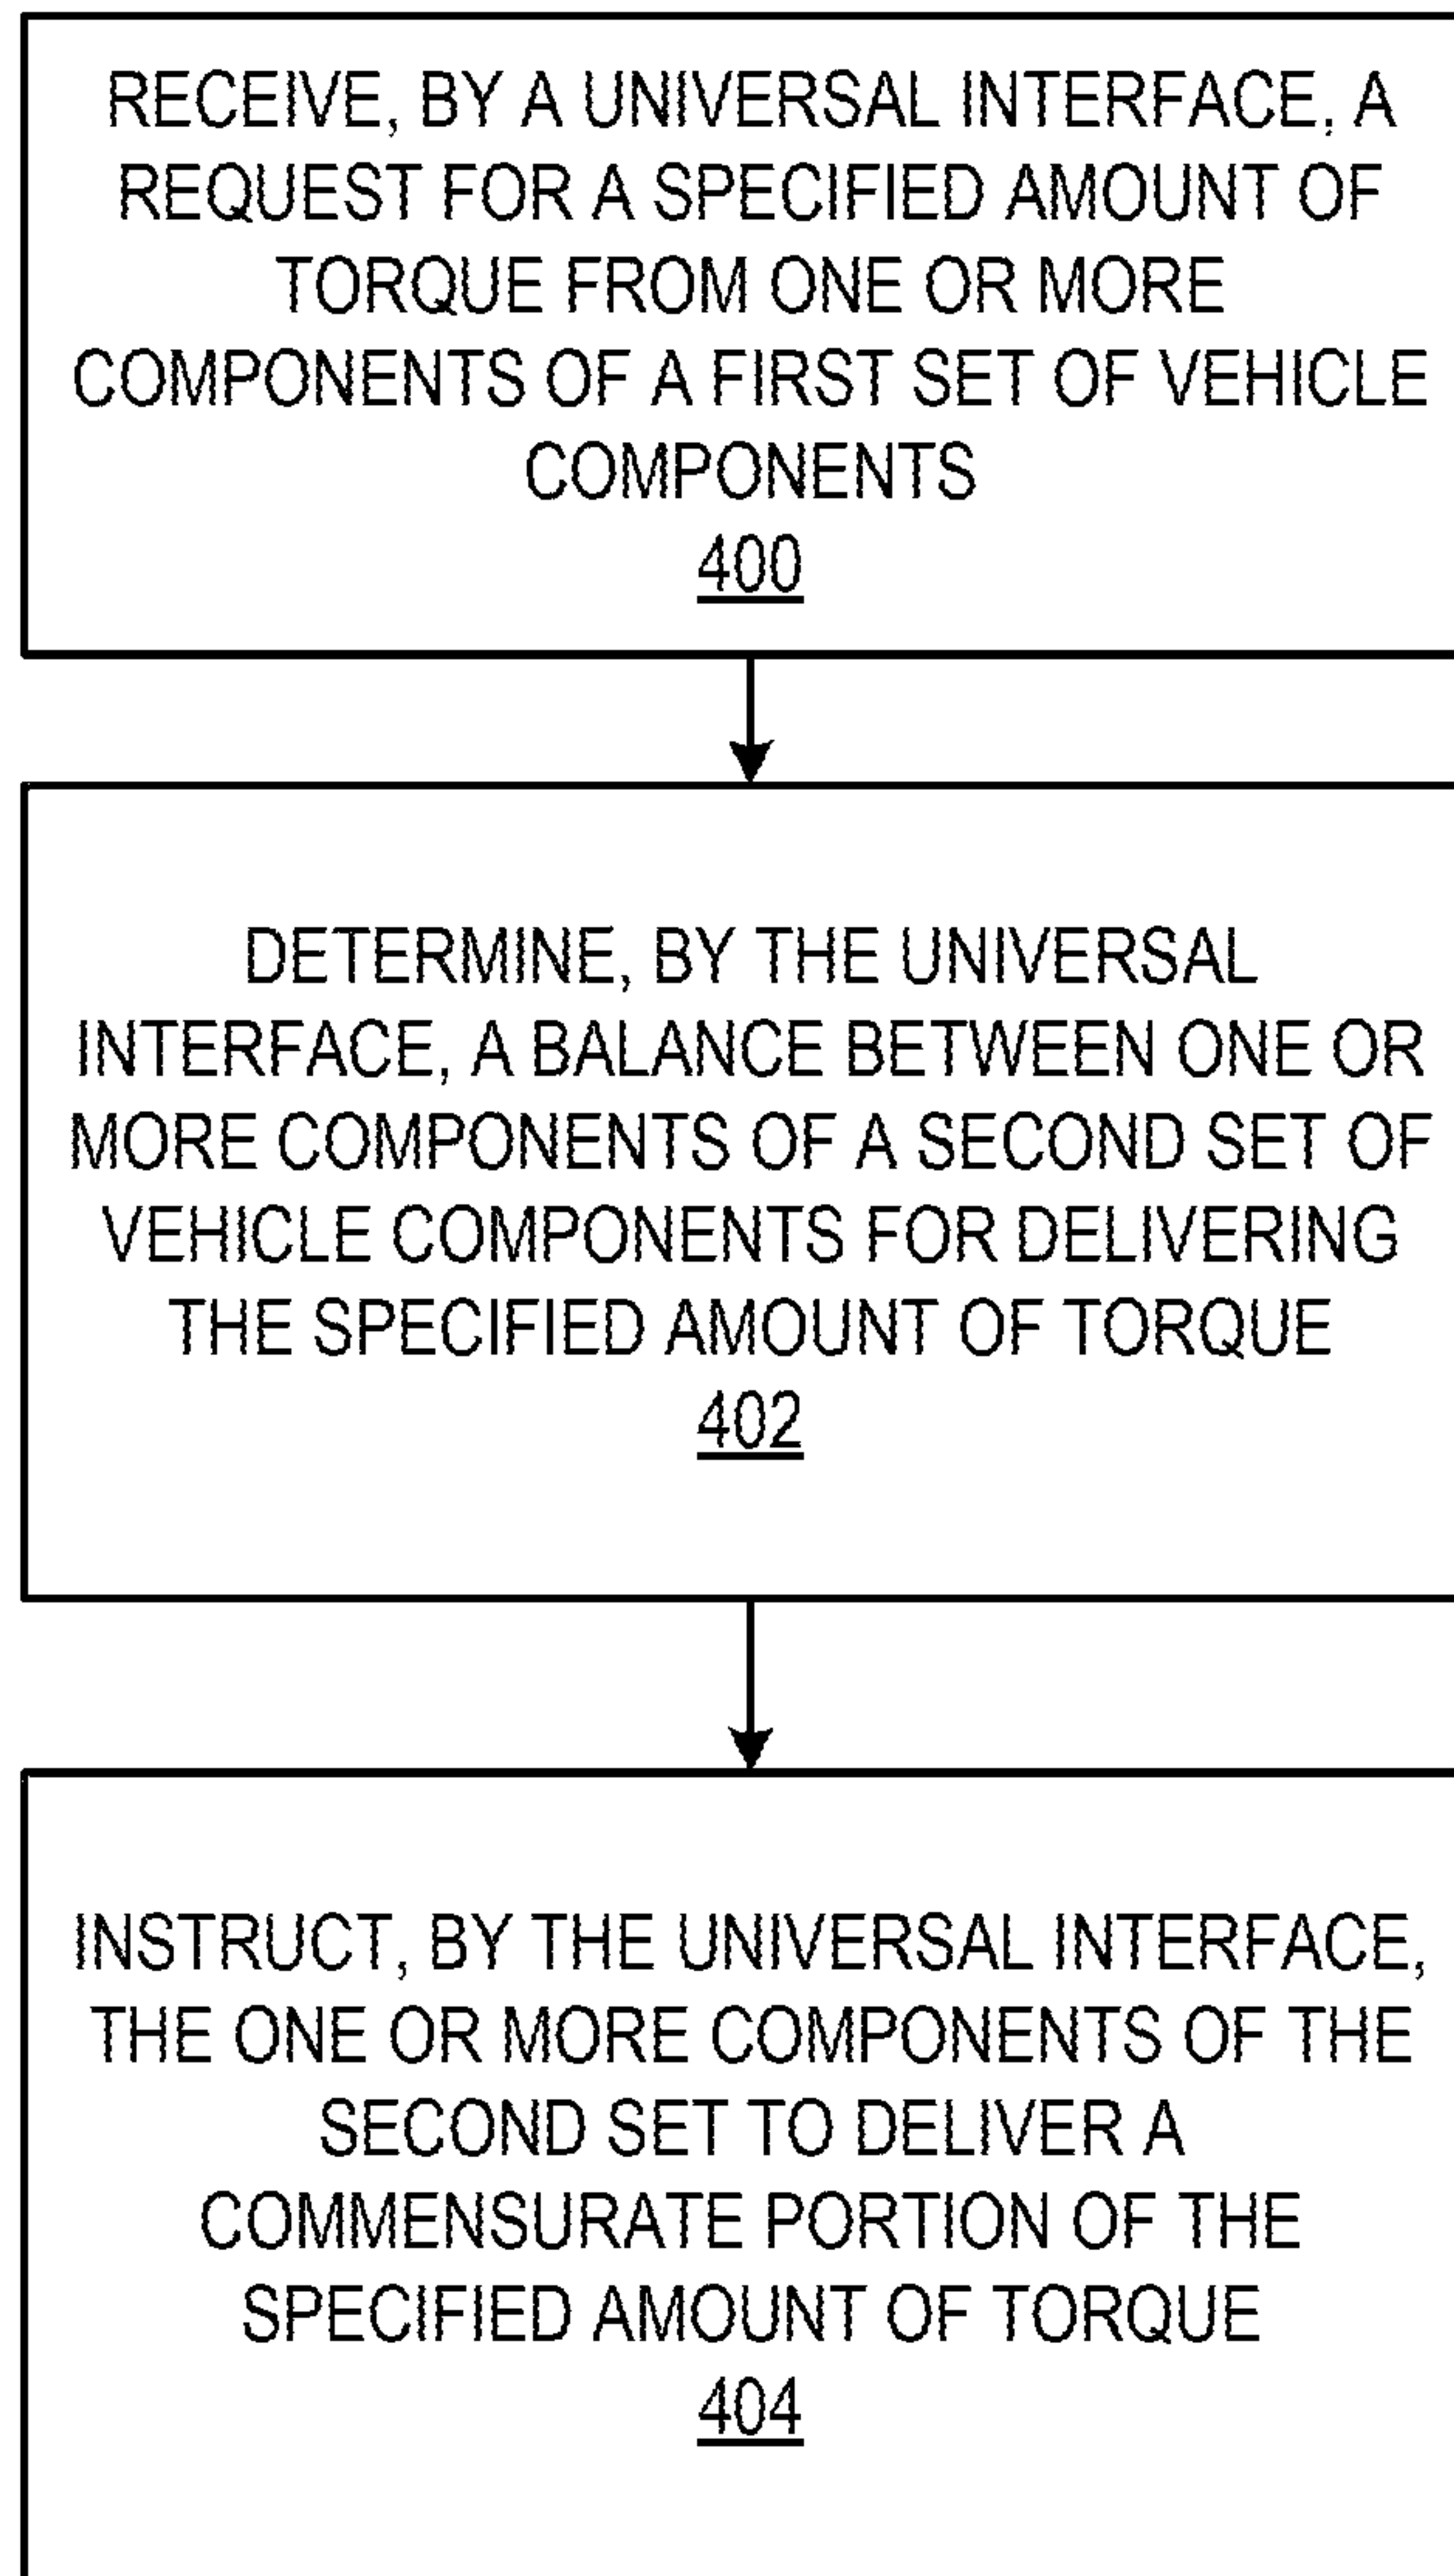 RECEIVE, BY A UNIVERSAL INTERFACE, A
REQUEST FOR A SPECIFIED AMOUNT OF
TORQUE FROM ONE OR MORE
COMPONENTS OF A FIRST SET OF VEHICLE
COMPONENTS
400
DETERMINE, BY THE UNIVERSAL
INTERFACE, A BALANCE BETWEEN ONE OR
MORE COMPONENTS OF A SECOND SET OF
VEHICLE COMPONENTS FOR DELIVERING
THE SPECIFIED AMOUNT OF TORQUE
402
INSTRUCT, BY THE UNIVERSAL INTERFACE,
THE ONE OR MORE COMPONENTS OF THE
SECOND SET TO DELIVER A
COMMENSURATE PORTION OF THE
SPECIFIED AMOUNT OF TORQUE
404